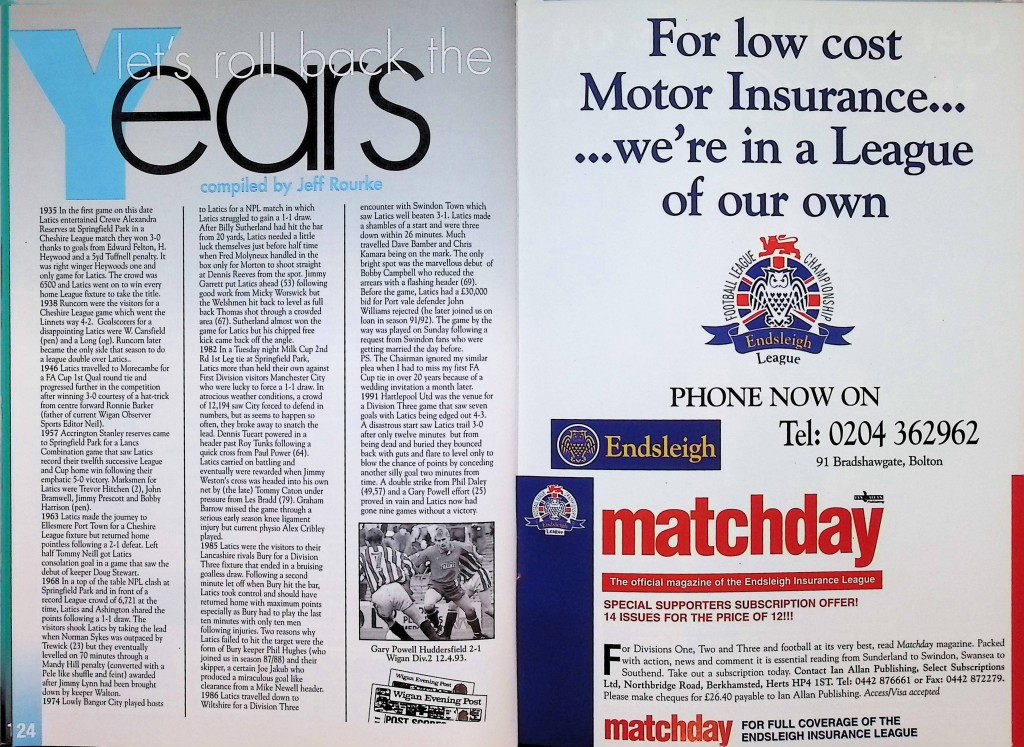 let's roll back the
Years
compiled by Jeff Rourke
1935 In the first game on this date
Latics entertained Crewe Alexandra
Reserves at Springfield Park in a
Cheshire League match they won 3-0
thanks to goals from Edward Felton, H.
Heywood and a 5yd Tuffnell penalty. It
was right winger Heywoods one and
only game for Latics. The crowd was
6500 and Latics went on to win every
home League fixture to take the title.
1938 Runcorn were the visitors for a
Cheshire League game which went the
Linnets way 4-2. Goalscorers for a
disappointing Latics were W. Cansfield
(pen) and a Long (og). Runcorn later
became the only side that season to do
a league double over Latics..
1946 Latics travelled to Morecambe for
a FA Cup 1st Qual round tie and
progressed further in the competition
after winning 3-0 courtesy of a hat-trick
from centre forward Ronnie Barker
(father of current Wigan Observer
Sports Editor Neil).
1957 Accrington Stanley reserves came
to Springfield Park for a Lancs
Combination game that saw Latics
record their twelfth successive League
and Cup home win following their
emphatic 5-0 victory. Marksmen for
Latics were Trevor Hitchen (2), John
Bramwell, Jimmy Prescott and Bobby
Harrison (pen).
1963 Latics made the journey to
Ellesmere Port Town for a Cheshire
League fixture but returned home
pointless following a 2-1 defeat. Left
half Tommy Neill got Latics
consolation goal in a game that saw the
debut of keeper Doug Stewart.
1968 In a top of the table NPL clash at
Springfield Park and in front of a
record League crowd of 6,721 at the
time, Latics and Ashington shared the
points following a 1-1 draw. The
visitors shook Latics by taking the lead
when Norman Sykes was outpaced by
Trewick (23) but they eventually
levelled on 70 minutes through a
Mandy Hill penalty (converted with a
Pele like shuffle and feint) awarded
after Jimmy Lynn had been brought
down by keeper Walton.
1974 Lowly Bangor City played hosts
to Latics for a NPL match in which
Latics struggled to gain a 1-1 draw.
After Billy Sutherland had hit the bar
from 20 yards, Latics needed a little
luck themselves just before half time
when Fred Molyneux handled in the
box only for Morton to shoot straight
at Dennis Reeves from the spot. Jimmy
Garrett put Latics ahead (53) following
good work from Micky Worswick but
the Welshmen hit back to level as full
back Thomas shot through a crowded
area (67). Sutherland almost won the
game for Latics but his chipped free
kick came back off the angle.
1982 In a Tuesday night Milk Cup 2nd
Rd 1st Leg tie at Springfield Park,
Latics more than held their own against
First Division visitors Manchester City
who were lucky to force a 1-1 draw. In
atrocious weather conditions, a crowd
of 12,194 saw City forced to defend in
numbers, but as seems to happen so
often, they broke away to snatch the
lead. Dennis Tueart powered in a
header past Roy Tunks following a
quick cross from Paul Power (64).
Latics carried on battling and
eventually were rewarded when Jimmy
Weston's cross was headed into his own
net by (the late) Tommy Caton under
pressure from Les Bradd (79). Graham
Barrow missed the game through a
serious early season knee ligament
injury but current physio Alex Cribley
played.
1985 Latics were the visitors to their
Lancashire rivals Bury for a Division
Three fixture that ended in a bruising
goalless draw. Following a second
minute let off when Bury hit the bar,
Latics took control and should have
returned home with maximum points
especially as Bury had to play the last
ten minutes with only ten men
following injuries. Two reasons why
Latics failed to hit the target were the
form of Bury keeper Phil Hughes (who
joined us in season 87/88) and their
skipper, a certain Joe Jakub who
produced a miraculous goal like
clearance from a Mike Newell header.
1986 Latics travelled down to
Wiltshire for a Division Three
encounter with Swindon Town which
saw Latics well beaten 3-1. Latics made
a shambles of a start and were three
down within 26 minutes. Much
travelled Dave Bamber and Chris
Kamara being on the mark. The only
bright spot was the marvellous debut of
Bobby Campbell who reduced the
arrears with a flashing header (69).
Before the game, Latics had a £30,000
bid for Port vale defender John
Williams rejected (he later joined us on
loan in season 91/92). The game by the
way was played on Sunday following a
request from Swindon fans who were
getting married the day before.
PS. The Chairman ignored my similar
plea when I had to miss my first FA
Cup tie in over 20 years because of a
wedding invitation a month later.
1991 Hartlepool Utd was the venue for
a Division Three game that saw seven
goals with Latics being edged out 4-3.
A disastrous start saw Latics trail 3-0
after only twelve minutes but from
being dead and buried they bounced
back with guts and flare to level only to
blow the chance of points by conceding
another silly goal two minutes from
time. A double strike from Phil Daley
(49,57) and a Gary Powell effort (25)
proved in vain and Latics now had
gone nine games without a victory.
Gary Powell Huddersfield 2-1
Wigan Div.2 12.4.93.
Wigan Evening Post
Wigan Evening Post
POST SCORE
124
For low cost
Motor Insurance...
...we're in a League
of our own
FOOTBALL LEAGUE CHAMPIONSHIP
Endsleigh
League
PHONE NOW ON
Endsleigh
Tel: 0204 362962
91 Bradshawgate, Bolton
Endsleigh
League
IAN ALLAN
Publishing
matchday
The official magazine of the Endsleigh Insurance League
SPECIAL SUPPORTERS SUBSCRIPTION OFFER!
14 ISSUES FOR THE PRICE OF 12!!!
For Divisions One, Two and Three and football at its very best, read Matchday magazine. Packed
with action, news and comment it is essential reading from Sunderland to Swindon, Swansea to
Southend. Take out a subscription today. Contact Ian Allan Publishing, Select Subscriptions
Ltd, Northbridge Road, Berkhamsted, Herts HP4 1ST. Tel: 0442 876661 or Fax: 0442 872279.
Please make cheques for £26.40 payable to Ian Allan Publishing. Access/Visa accepted
matchday FOR FULL COVERAGE OF THE
ENDSLEIGH INSURANCE LEAGUE